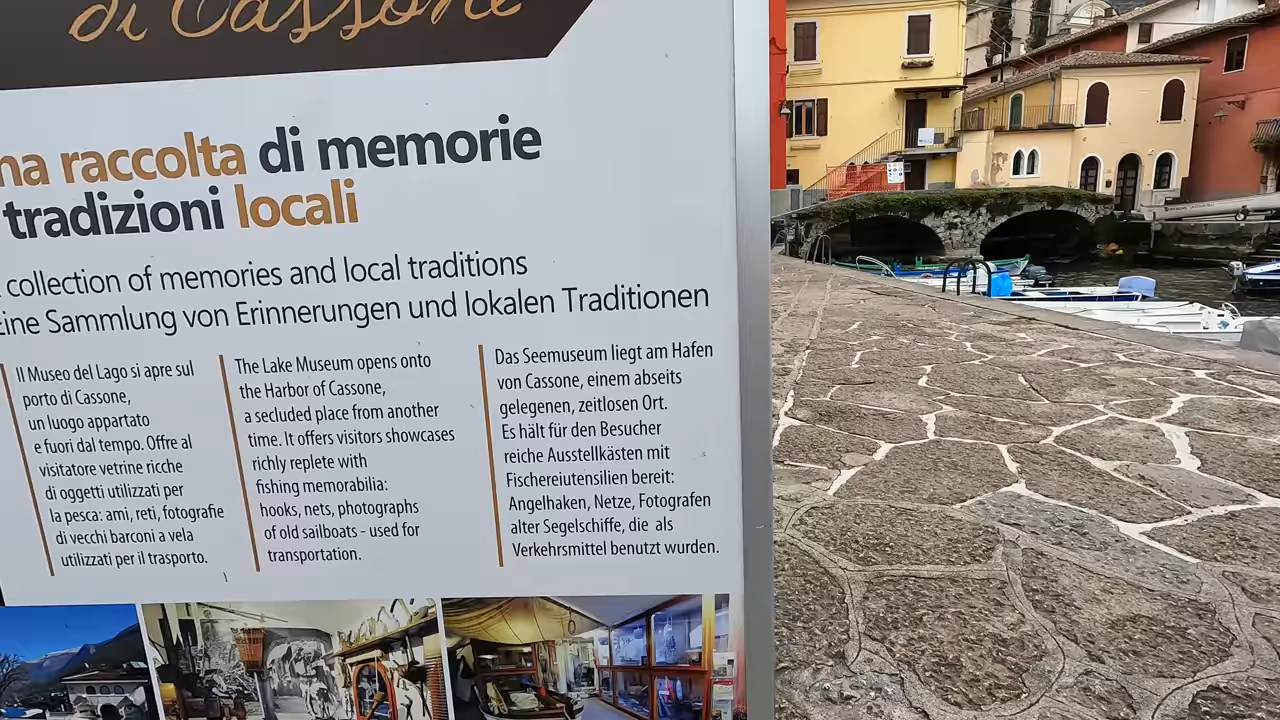 di Cassone
na raccolta di memorie
tradizioni locali
collection of memories and local traditions
Eine Sammlung von Erinnerungen und lokalen Traditionen
Il Museo del Lago si apre sul
porto di Cassone,
un luogo appartato
e fuori dal tempo. Offre al
visitatore vetrine ricche
di oggetti utilizzati per
la pesca: ami, reti, fotografie
di vecchi barconi a vela
utilizzati per il trasporto.
The Lake Museum opens onto
the Harbor of Cassone,
a secluded place from another
time. It offers visitors showcases
richly replete with
fishing memorabilia:
hooks, nets, photographs
of old sailboats - used for
transportation.
Das Seemuseum liegt am Hafen
von Cassone, einem abseits
gelegenen, zeitlosen Ort.
Es hält für den Besucher
reiche Ausstellkästen mit
Fischereiutensilien bereit:
Angelhaken, Netze, Fotografen
alter Segelschiffe, die als
Verkehrsmittel benutzt wurden.